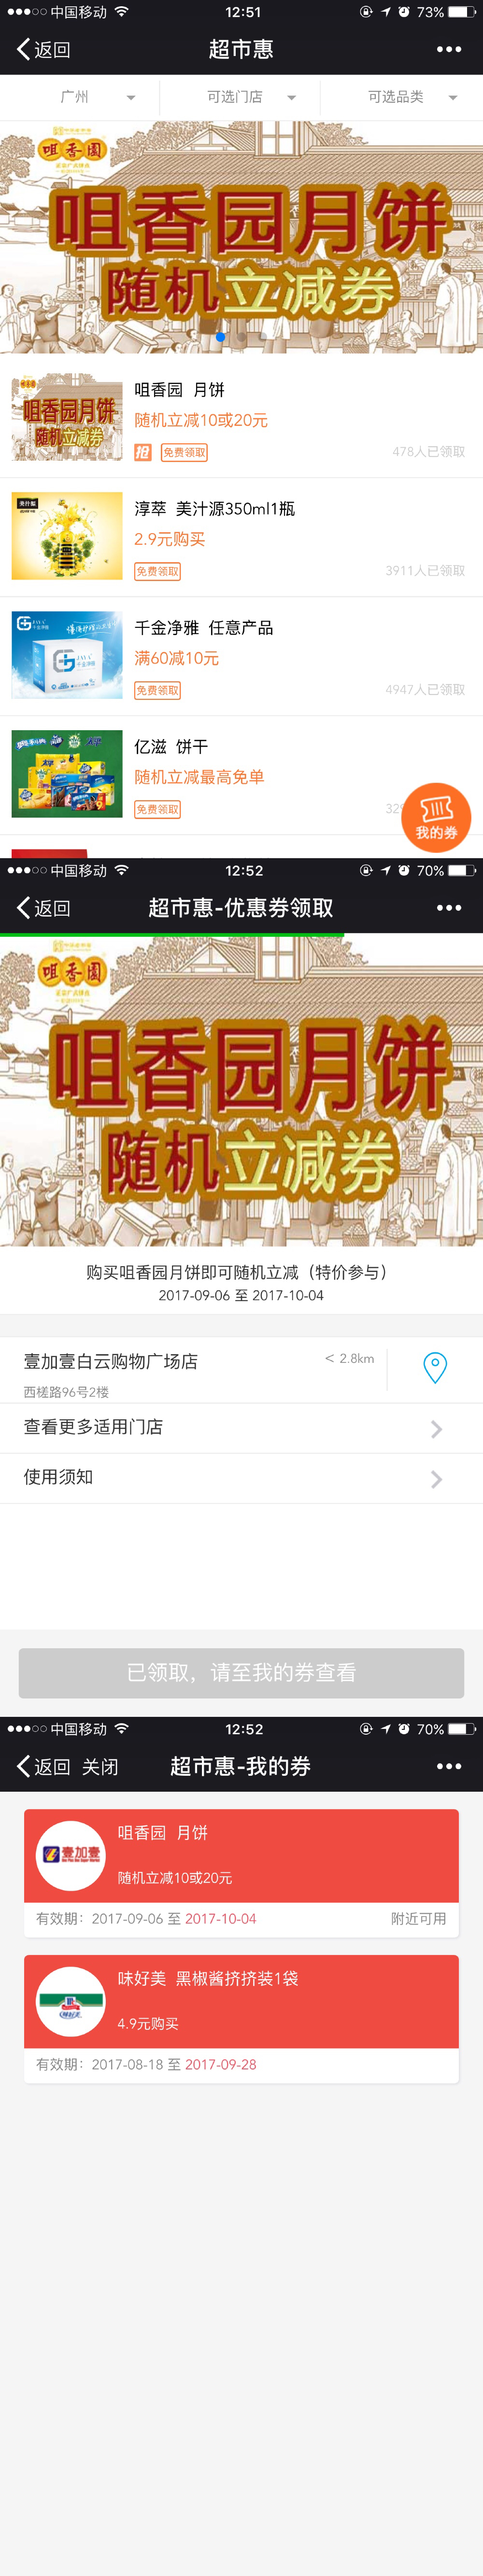 中国移动 12:51 73%
返回 超市惠
广州 可选门店 可选品类
咀香園
咀香园月饼
随机立减券
咀香園
咀香园月饼
随机立减券
咀香园 月饼
随机立减10或20元
抢 免费领取 478人已领取
美汁源
淳萃 美汁源350ml1瓶
2.9元购买
免费领取 3911人已领取
JAYA
千金净雅
千金净雅 任意产品
满60减10元
免费领取 4947人已领取
亿滋 饼干
随机立减最高免单
免费领取 329
我的券
中国移动 12:52 70%
返回 超市惠-优惠券领取
咀香園
咀香园月饼
随机立减券
购买咀香园月饼即可随机立减（特价参与）
2017-09-06 至 2017-10-04
壹加壹白云购物广场店 < 2.8km
西槎路96号2楼
查看更多适用门店
使用须知
已领取，请至我的券查看
中国移动 12:52 70%
返回 关闭 超市惠-我的券
壹加壹
咀香园 月饼
随机立减10或20元
有效期：2017-09-06 至 2017-10-04 附近可用
味好美
味好美 黑椒酱挤挤装1袋
4.9元购买
有效期：2017-08-18 至 2017-09-28